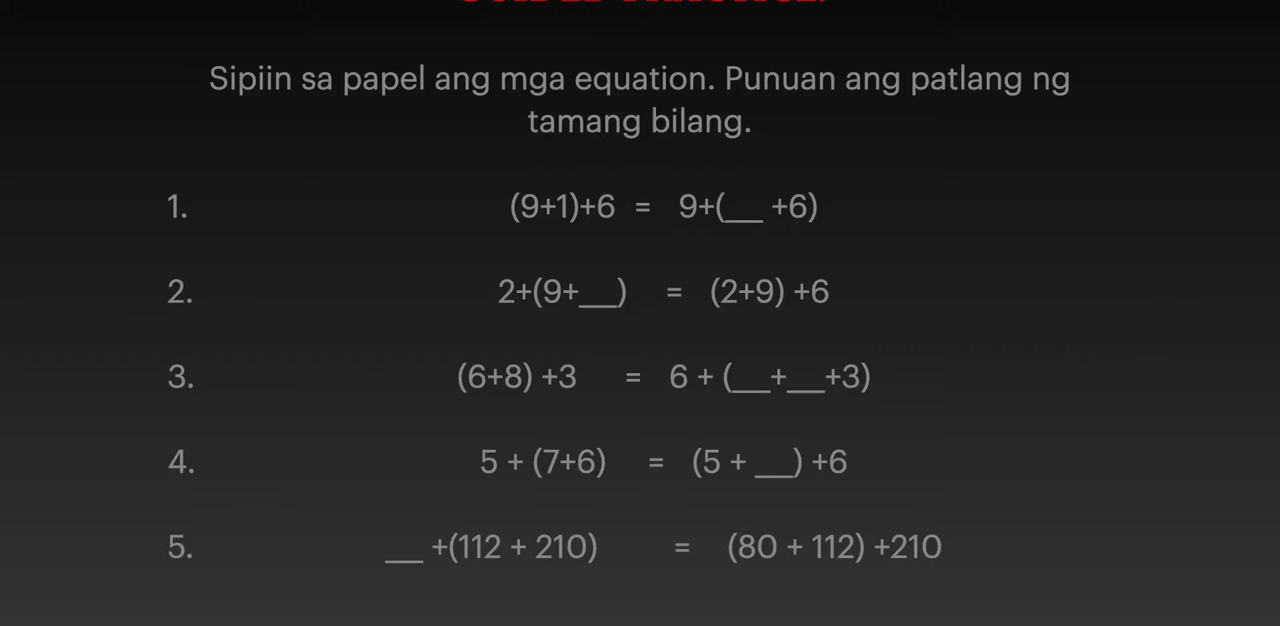 Sipiin sa papel ang mga equation. Punuan ang patlang ng
tamang bilang.
1. (9+1)+6 = 9+(__ +6)
2. 2+(9+__) = (2+9) +6
3. (6+8) +3 = 6 + (__+__+3)
4. 5 + (7+6) = (5 + __) +6
5. __ +(112 + 210) = (80 + 112) +210